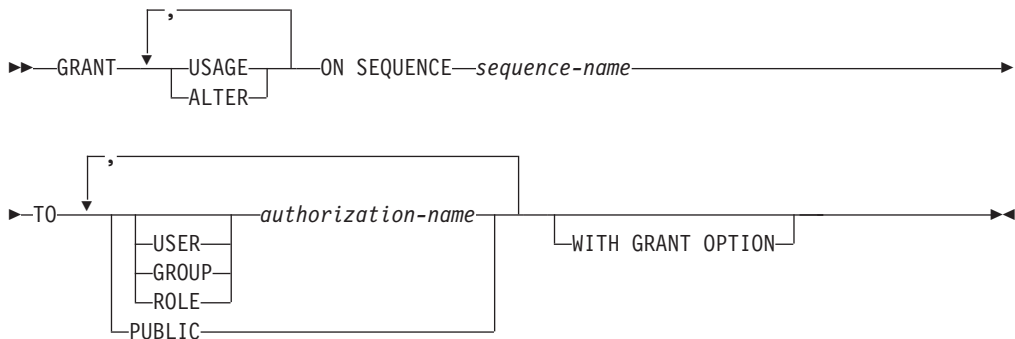 ,
GRANT USAGE ON SEQUENCE sequence-name
ALTER
,
TO authorization-name
WITH GRANT OPTION
USER
GROUP
ROLE
PUBLIC